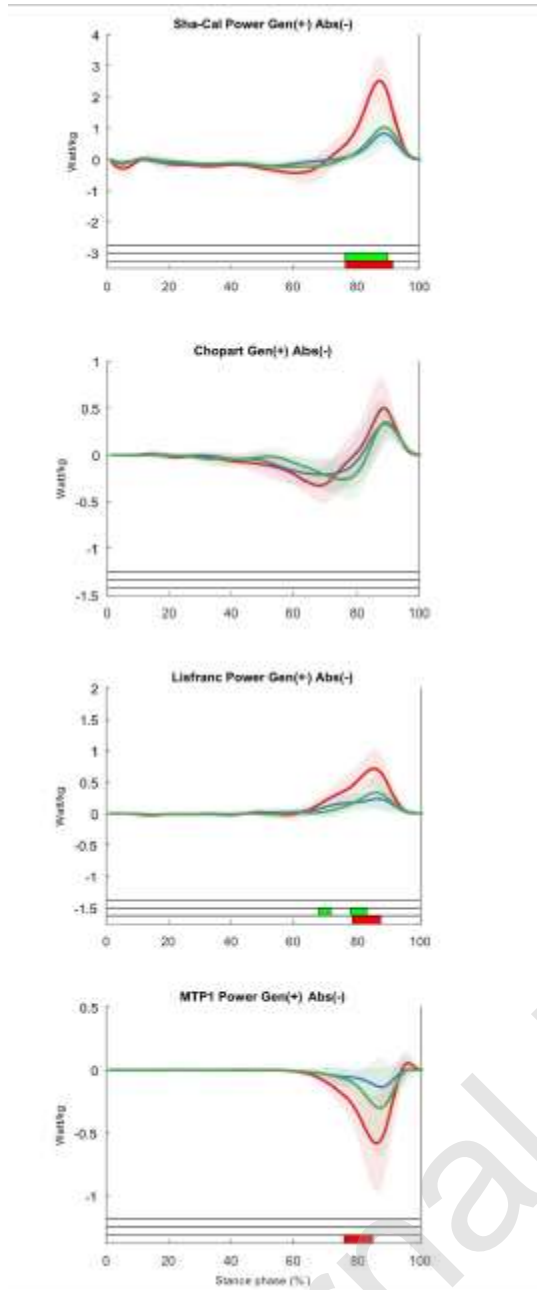 Sha-Cal Power Gen(+) Abs(-)
4
3
2
1
0
-1
-2
-3
Watt/kg
0 20 40 60 80 100
Chopart Gen(+) Abs(-)
1
0.5
0
-0.5
-1
-1.5
Watt/kg
0 20 40 60 80 100
Lisfranc Power Gen(+) Abs(-)
2
1.5
1
0.5
0
-0.5
-1
-1.5
Watt/kg
0 20 40 60 80 100
MTP1 Power Gen(+) Abs(-)
0.5
0
-0.5
-1
Watt/kg
0 20 40 60 80 100
Stance phase (%)
rnal